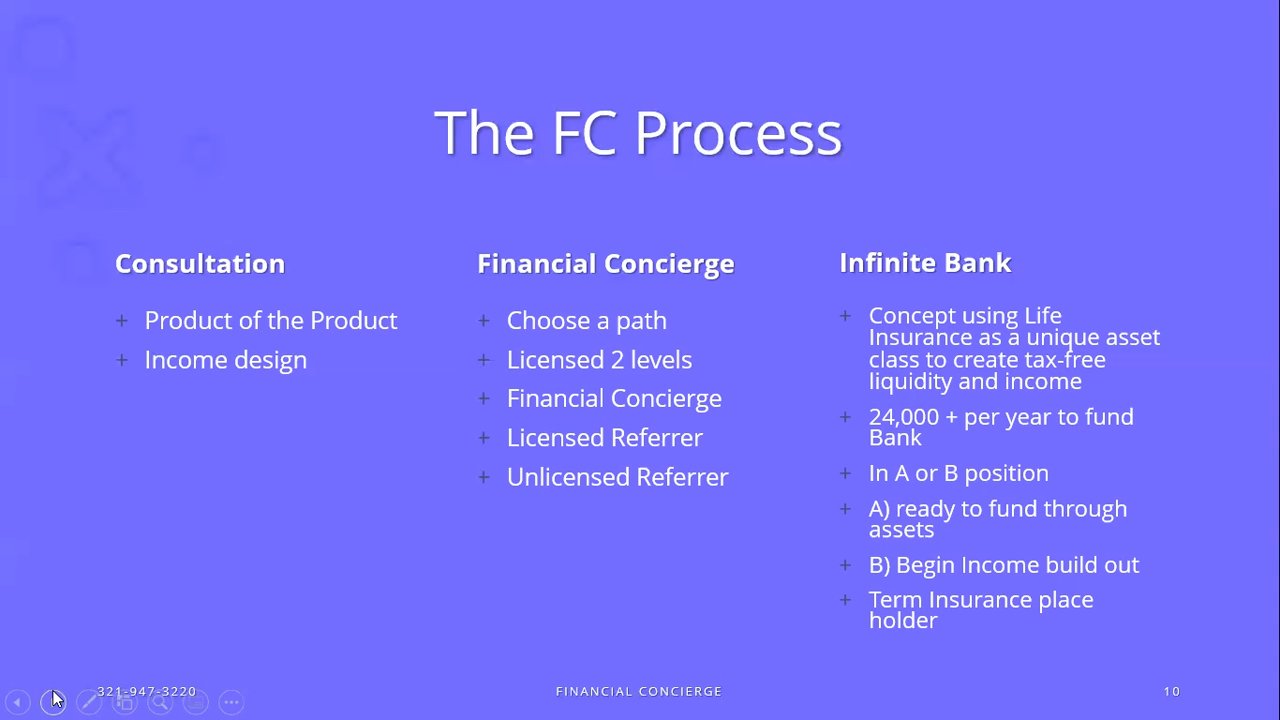 The FC Process
Consultation
+ Product of the Product
+ Income design
Financial Concierge
+ Choose a path
+ Licensed 2 levels
+ Financial Concierge
+ Licensed Referrer
+ Unlicensed Referrer
Infinite Bank
+ Concept using Life
Insurance as a unique asset
class to create tax-free
liquidity and income
+ 24,000 + per year to fund
Bank
+ In A or B position
+ A) ready to fund through
assets
+ B) Begin Income build out
+ Term Insurance place
holder
321-947-3220
FINANCIAL CONCIERGE
10